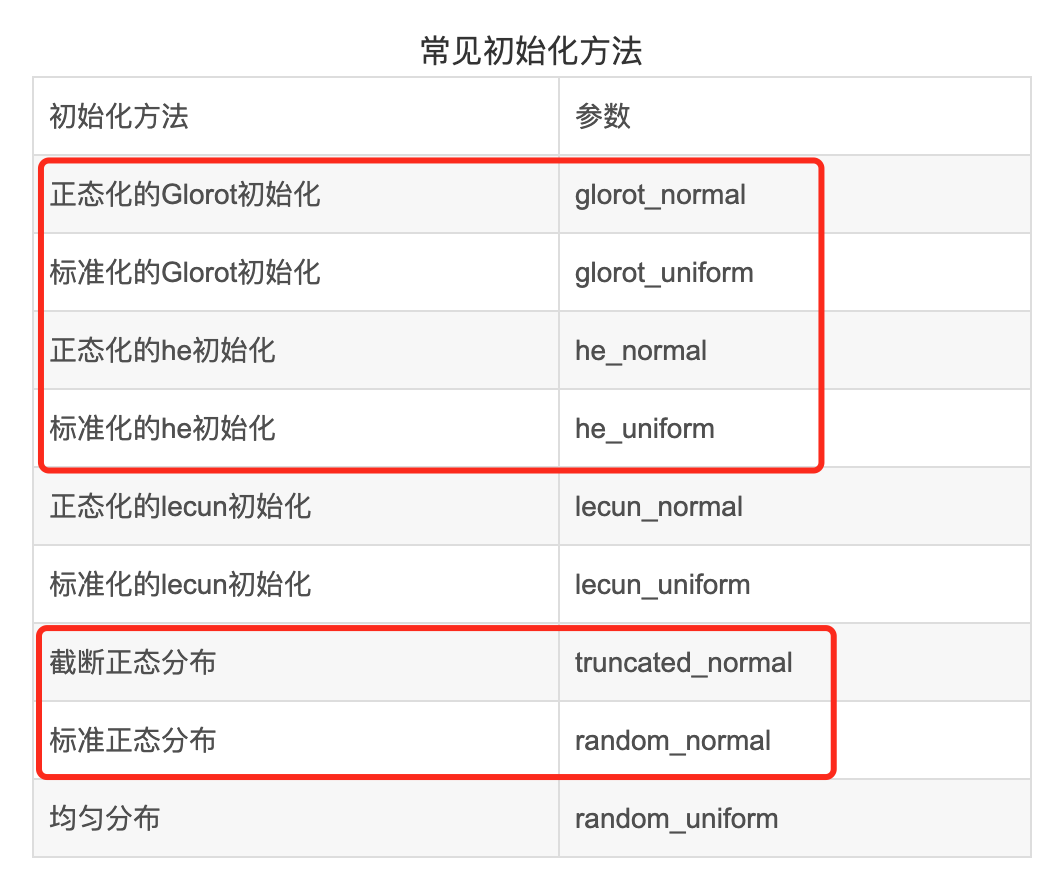 常见初始化方法
初始化方法 参数
正态化的Glorot初始化 glorot_normal
标准化的Glorot初始化 glorot_uniform
正态化的he初始化 he_normal
标准化的he初始化 he_uniform
正态化的lecun初始化 lecun_normal
标准化的lecun初始化 lecun_uniform
截断正态分布 truncated_normal
标准正态分布 random_normal
均匀分布 random_uniform